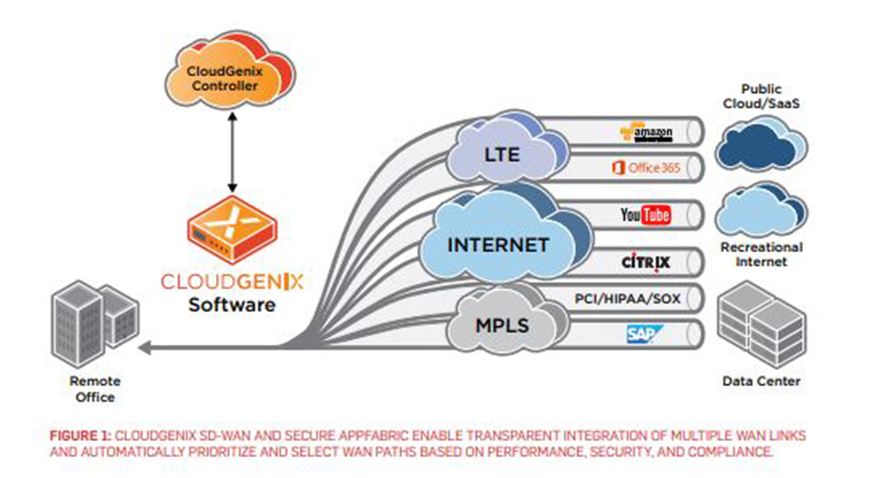 CloudGenix
Controller
CLOUDGENIX
Software
Remote
Office
LTE
INTERNET
MPLS
amazon
Office 365
YouTube
CİTRIX
PCI/HIPAA/SOX
SAP
Public
Cloud/SaaS
Recreational
Internet
Data Center
FIGURE 1: CLOUDGENIX SD-WAN AND SECURE APPFABRIC ENABLE TRANSPARENT INTEGRATION OF MULTIPLE WAN LINKS
AND AUTOMATICALLY PRIORITIZE AND SELECT WAN PATHS BASED ON PERFORMANCE, SECURITY, AND COMPLIANCE.